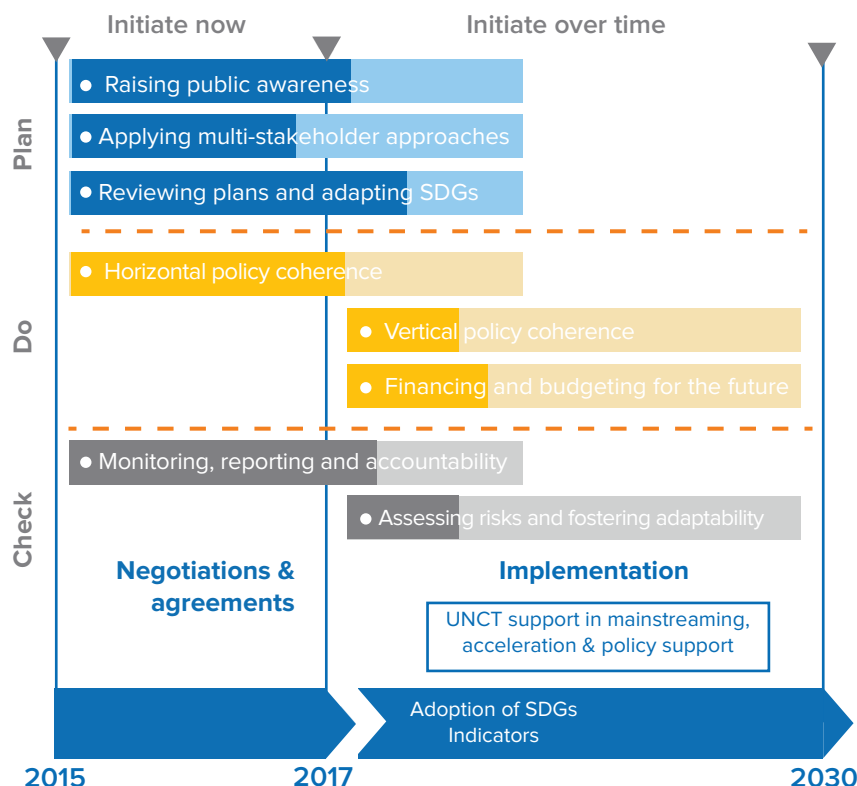 Initiate now
Initiate over time
Plan
Raising public awareness
Applying multi-stakeholder approaches
Reviewing plans and adapting SDGs
Do
Horizontal policy coherence
Vertical policy coherence
Financing and budgeting for the future
Check
Monitoring, reporting and accountability
Assessing risks and fostering adaptability
Negotiations &
agreements
Implementation
UNCT support in mainstreaming,
acceleration & policy support
Adoption of SDGs
Indicators
2015
2017
2030